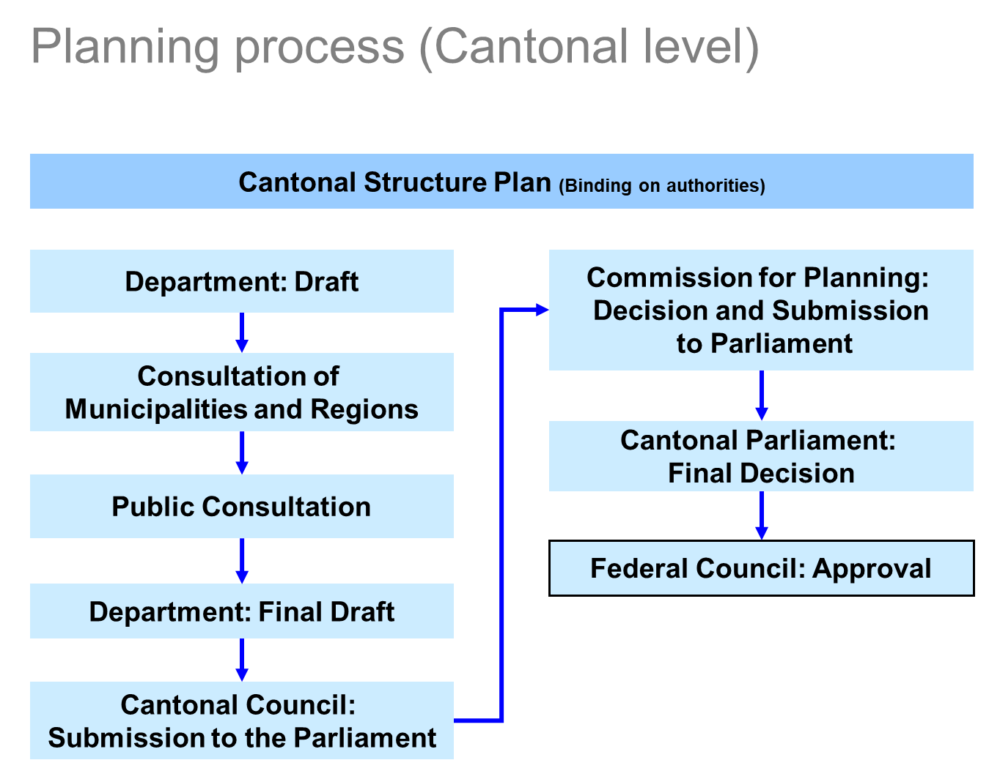 Planning process (Cantonal level)
Cantonal Structure Plan (Binding on authorities)
Department: Draft
Consultation of
Municipalities and Regions
Public Consultation
Department: Final Draft
Cantonal Council:
Submission to the Parliament
Commission for Planning:
Decision and Submission
to Parliament
Cantonal Parliament:
Final Decision
Federal Council: Approval